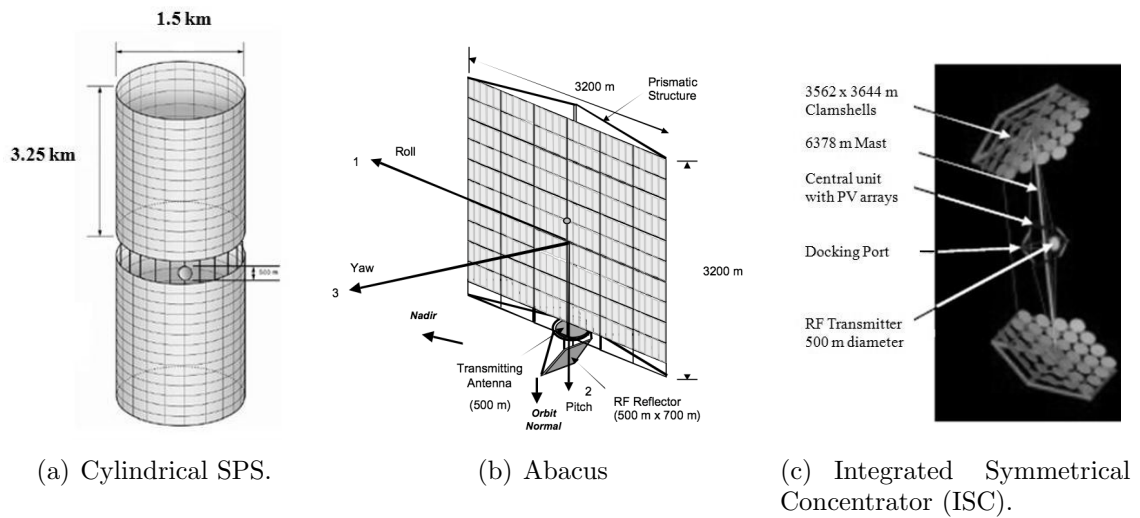 1.5 km
3.25 km
500 m
(a) Cylindrical SPS.
3200 m
Prismatic
Structure
1
Roll
Yaw
3
3200 m
Nadir
Transmitting
Antenna
(500 m)
2
Pitch
Orbit
Normal
RF Reflector
(500 m x 700 m)
(b) Abacus
3562 x 3644 m
Clamshells
6378 m Mast
Central unit
with PV arrays
Docking Port
RF Transmitter
500 m diameter
(c) Integrated Symmetrical
Concentrator (ISC).